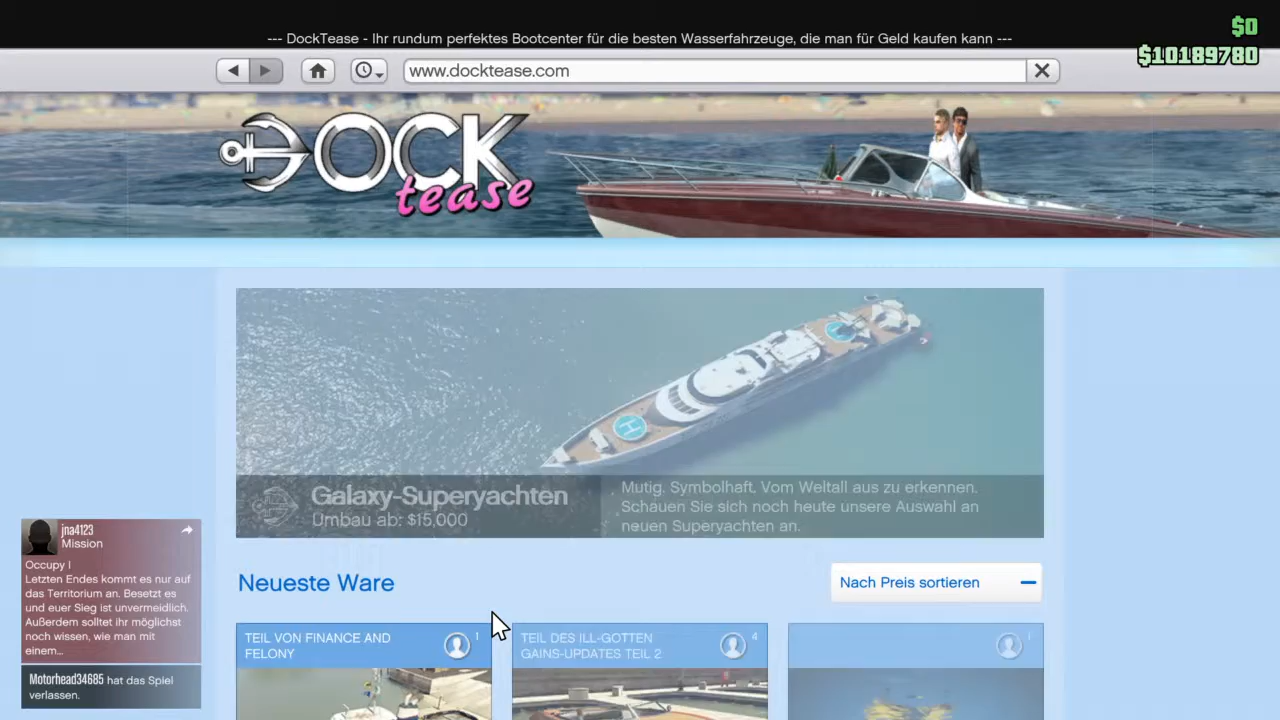 --- DockTease - Ihr rundum perfektes Bootcenter für die besten Wasserfahrzeuge, die man für Geld kaufen kann ---
$0
$10189780
www.docktease.com
DOCK
tease
Galaxy-Superyachten
Umbau ab: $15,000
Mutig. Symbolhaft. Vom Weltall aus zu erkennen.
Schauen Sie sich noch heute unsere Auswahl an
neuen Superyachten an.
jna4123
Mission
Occupy I
Letzten Endes kommt es nur auf
das Territorium an. Besetzt es
und euer Sieg ist unvermeidlich.
Außerdem solltet ihr möglichst
noch wissen, wie man mit
einem...
Motorhead34685 hat das Spiel
verlassen.
Neueste Ware
Nach Preis sortieren
TEIL VON FINANCE AND
FELONY
1
TEIL DES ILL-GOTTEN
GAINS-UPDATES TEIL 2
4
1
H